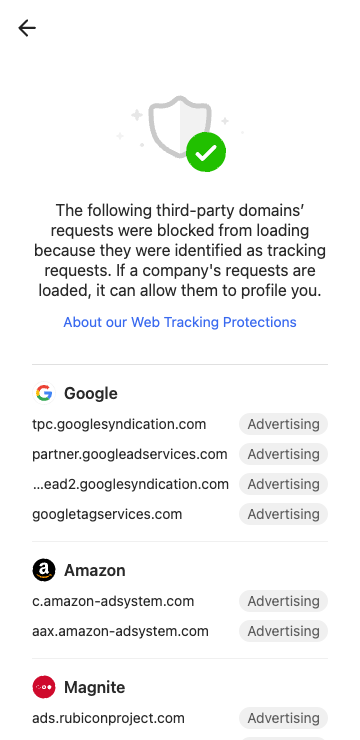 The following third-party domains’
requests were blocked from loading
because they were identified as tracking
requests. If a company's requests are
loaded, it can allow them to profile you.
About our Web Tracking Protections
Google
tpc.googlesyndication.com Advertising
partner.googleadservices.com Advertising
...ead2.googlesyndication.com Advertising
googletagservices.com Advertising
Amazon
c.amazon-adsystem.com Advertising
aax.amazon-adsystem.com Advertising
Magnite
ads.rubiconproject.com Advertising